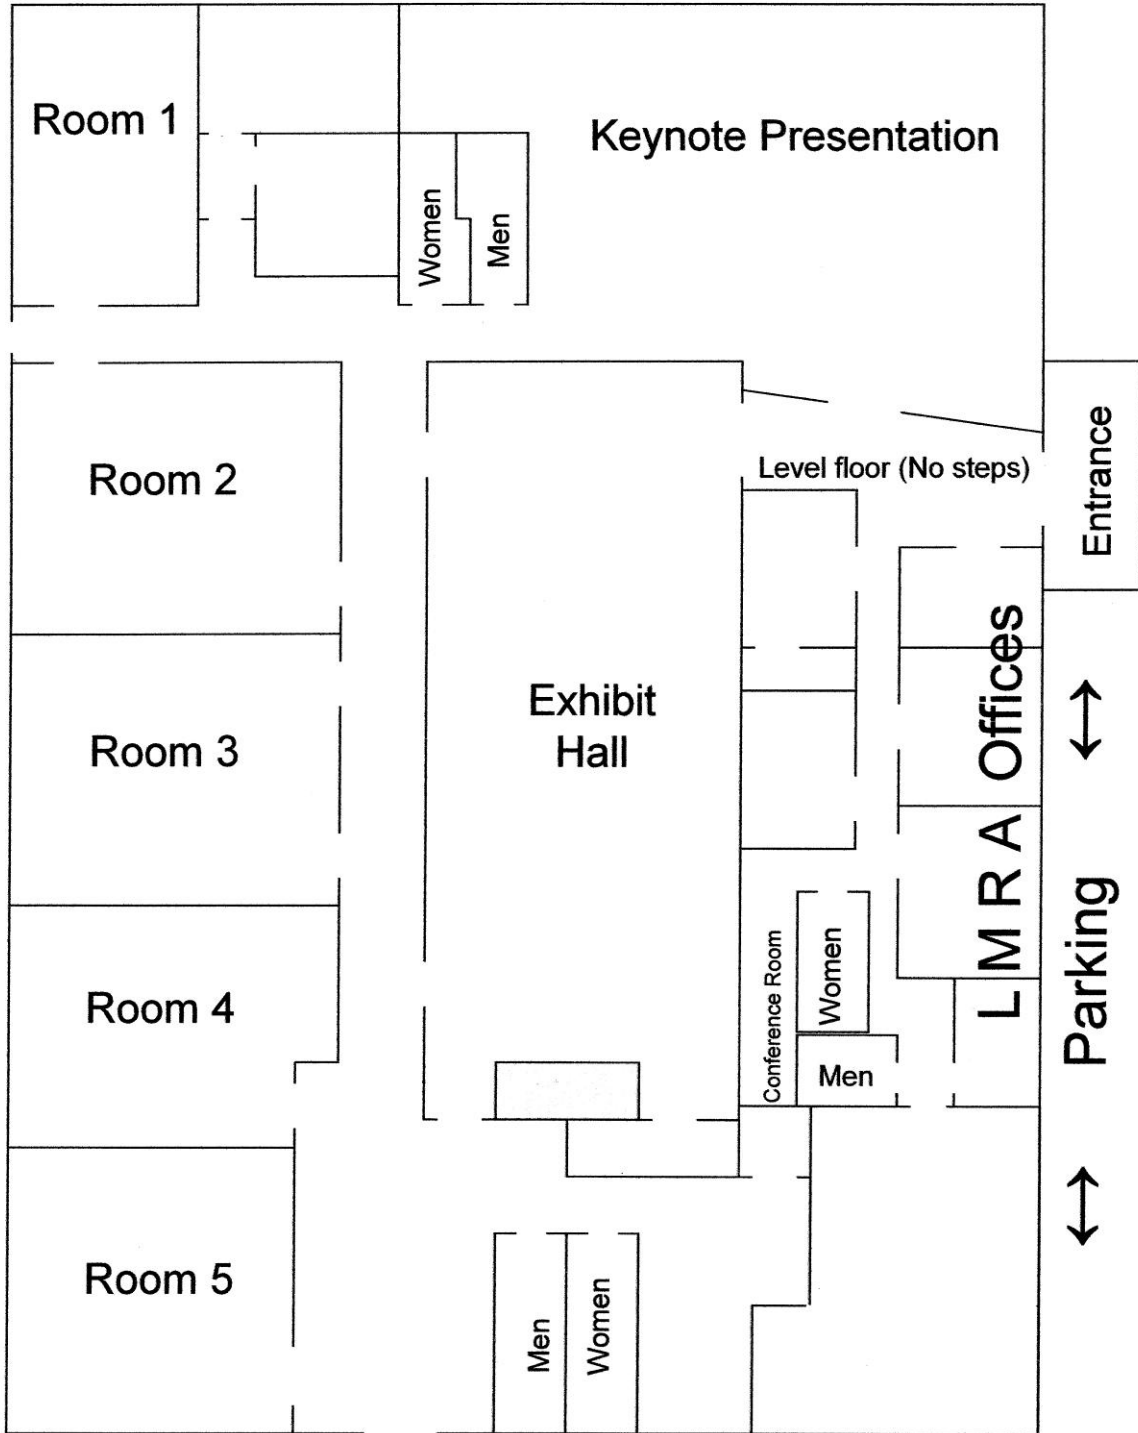 Room 1
Keynote Presentation
Women
Men
Room 2
Level floor (No steps)
Entrance
Exhibit
Hall
Room 3
L M R A Offices
Parking
Conference Room
Women
Men
Room 4
Room 5
Men
Women